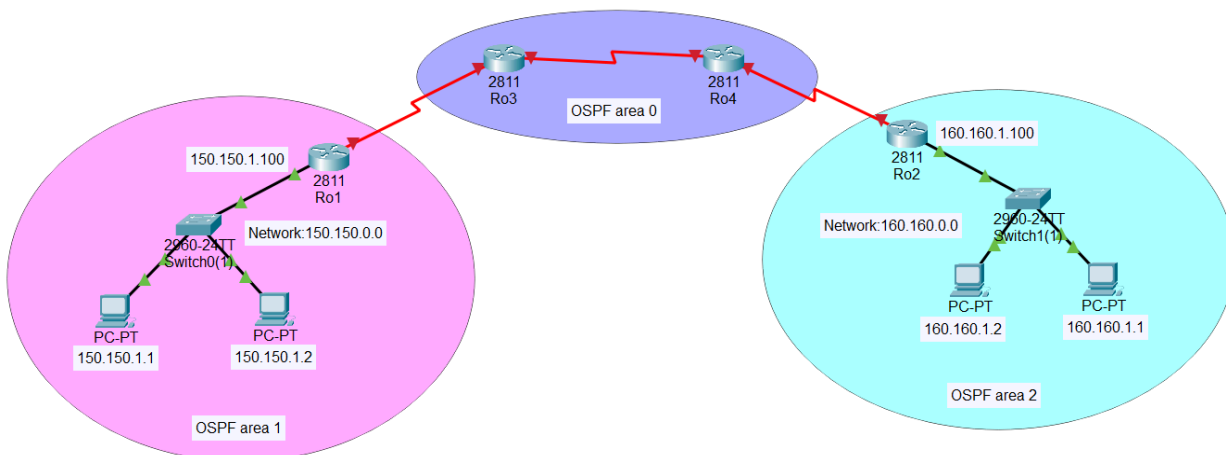 2811
Ro3
2811
Ro4
OSPF area 0
150.150.1.100
2811
Ro1
160.160.1.100
2811
Ro2
Network:150.150.0.0
2960-24TT
Switch0(1)
Network:160.160.0.0
2960-24TT
Switch1(1)
PC-PT
150.150.1.1
PC-PT
150.150.1.2
PC-PT
160.160.1.2
PC-PT
160.160.1.1
OSPF area 1
OSPF area 2